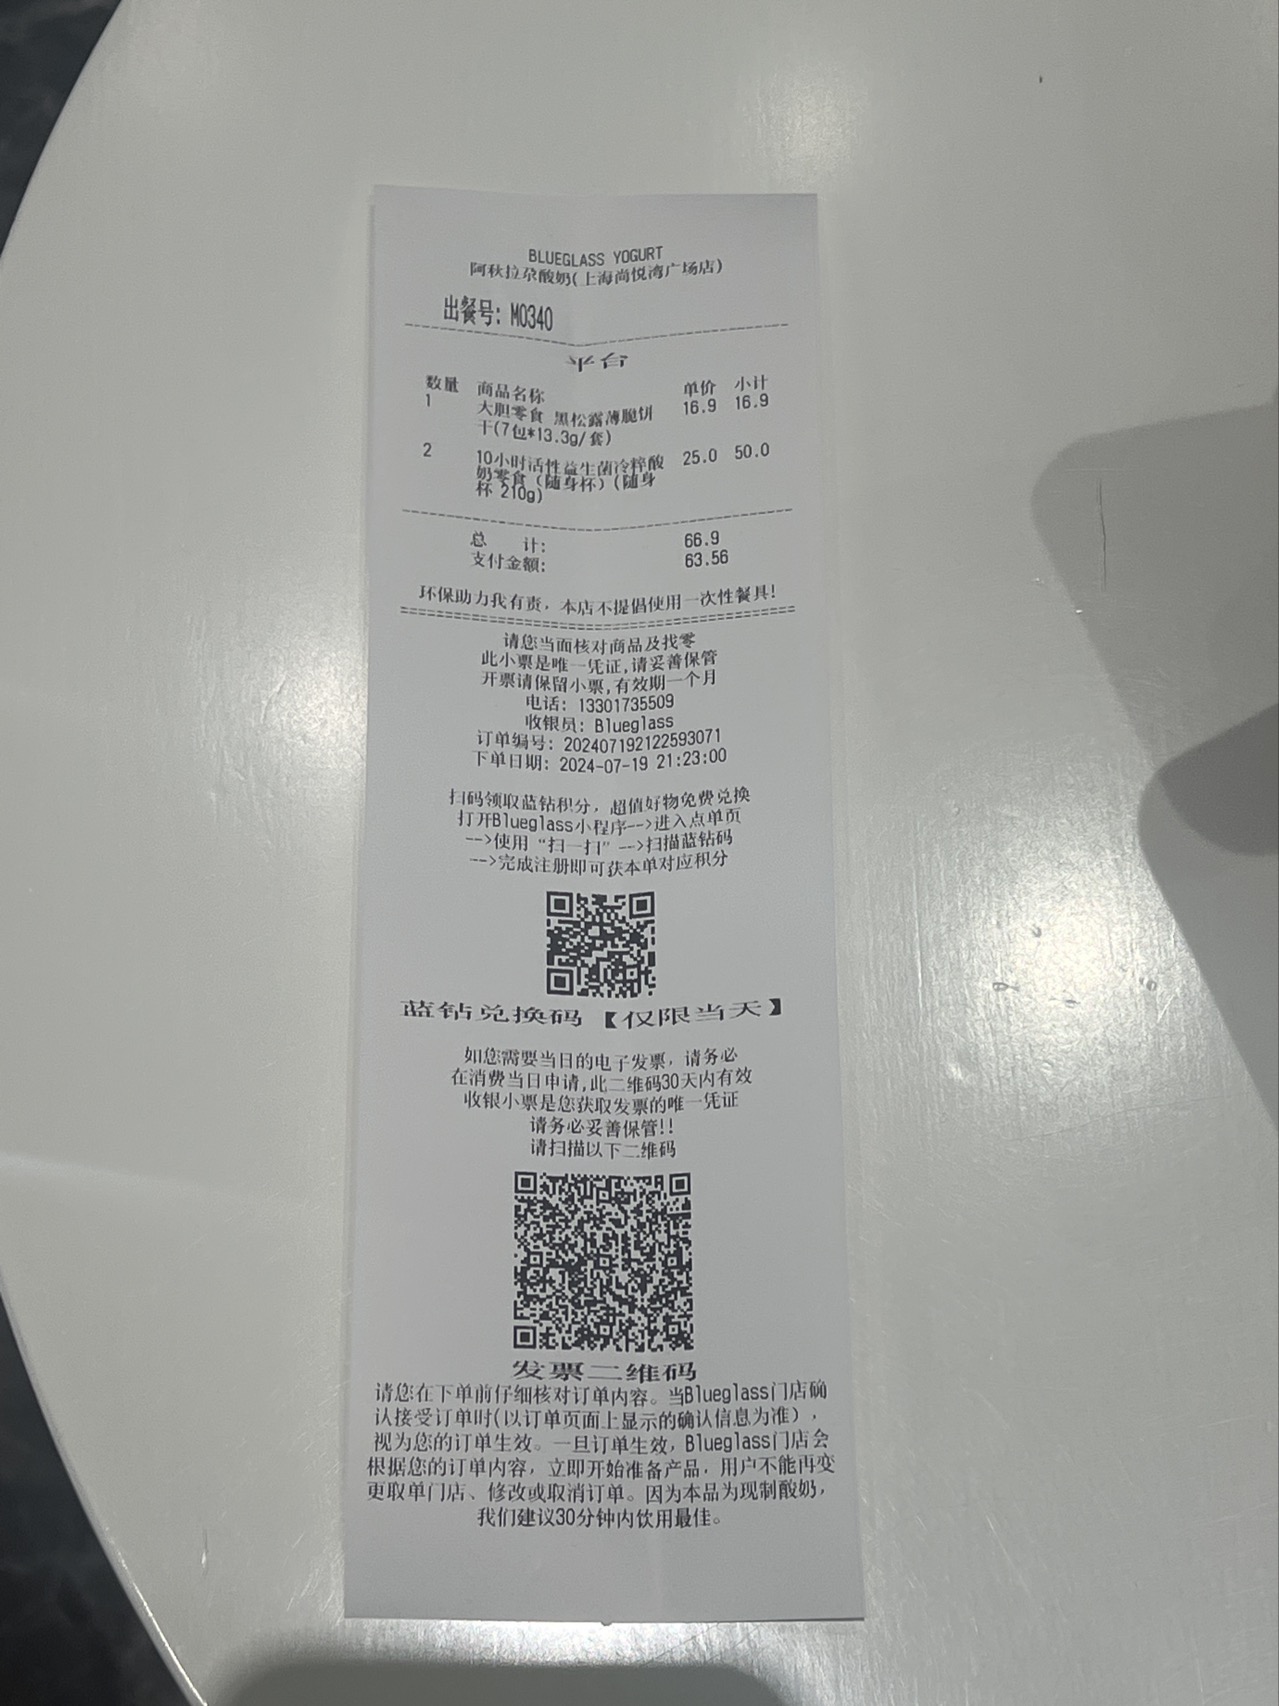 BLUEGLASS YOGURT
阿秋拉尕酸奶(上海尚悦湾广场店)
出餐号: M0340
水台
数量 商品名称 单价 小计
1 大胆零食 黑松露薄脆饼 16.9 16.9
干(7包*13.3g/套)
2 10小时活性益生菌冷粹酸 25.0 50.0
奶零食（随身杯）(随身
杯 210g)
总 计: 66.9
支付金额: 63.56
环保助力我有责，本店不提倡使用一次性餐具!
请您当面核对商品及找零
此小票是唯一凭证,请妥善保管
开票请保留小票,有效期一个月
电话: 13301735509
收银员: Blueglass
订单编号: 202407192122593071
下单日期: 2024-07-19 21:23:00
扫码领取蓝钻积分，超值好物免费兑换
打开Blueglass小程序-->进入点单页
-->使用“扫一扫”-->扫描蓝钻码
-->完成注册即可获本单对应积分
蓝钻兑换码【仅限当天】
如您需要当日的电子发票，请务必
在消费当日申请,此二维码30天内有效
收银小票是您获取发票的唯一凭证
请务必妥善保管!!
请扫描以下二维码
发票二维码
请您在下单前仔细核对订单内容。当Blueglass门店确
认接受订单时(以订单页面上显示的确认信息为准)，
视为您的订单生效。一旦订单生效，Blueglass门店会
根据您的订单内容，立即开始准备产品，用户不能再变
更取单门店、修改或取消订单。因为本品为现制酸奶，
我们建议30分钟内饮用最佳。